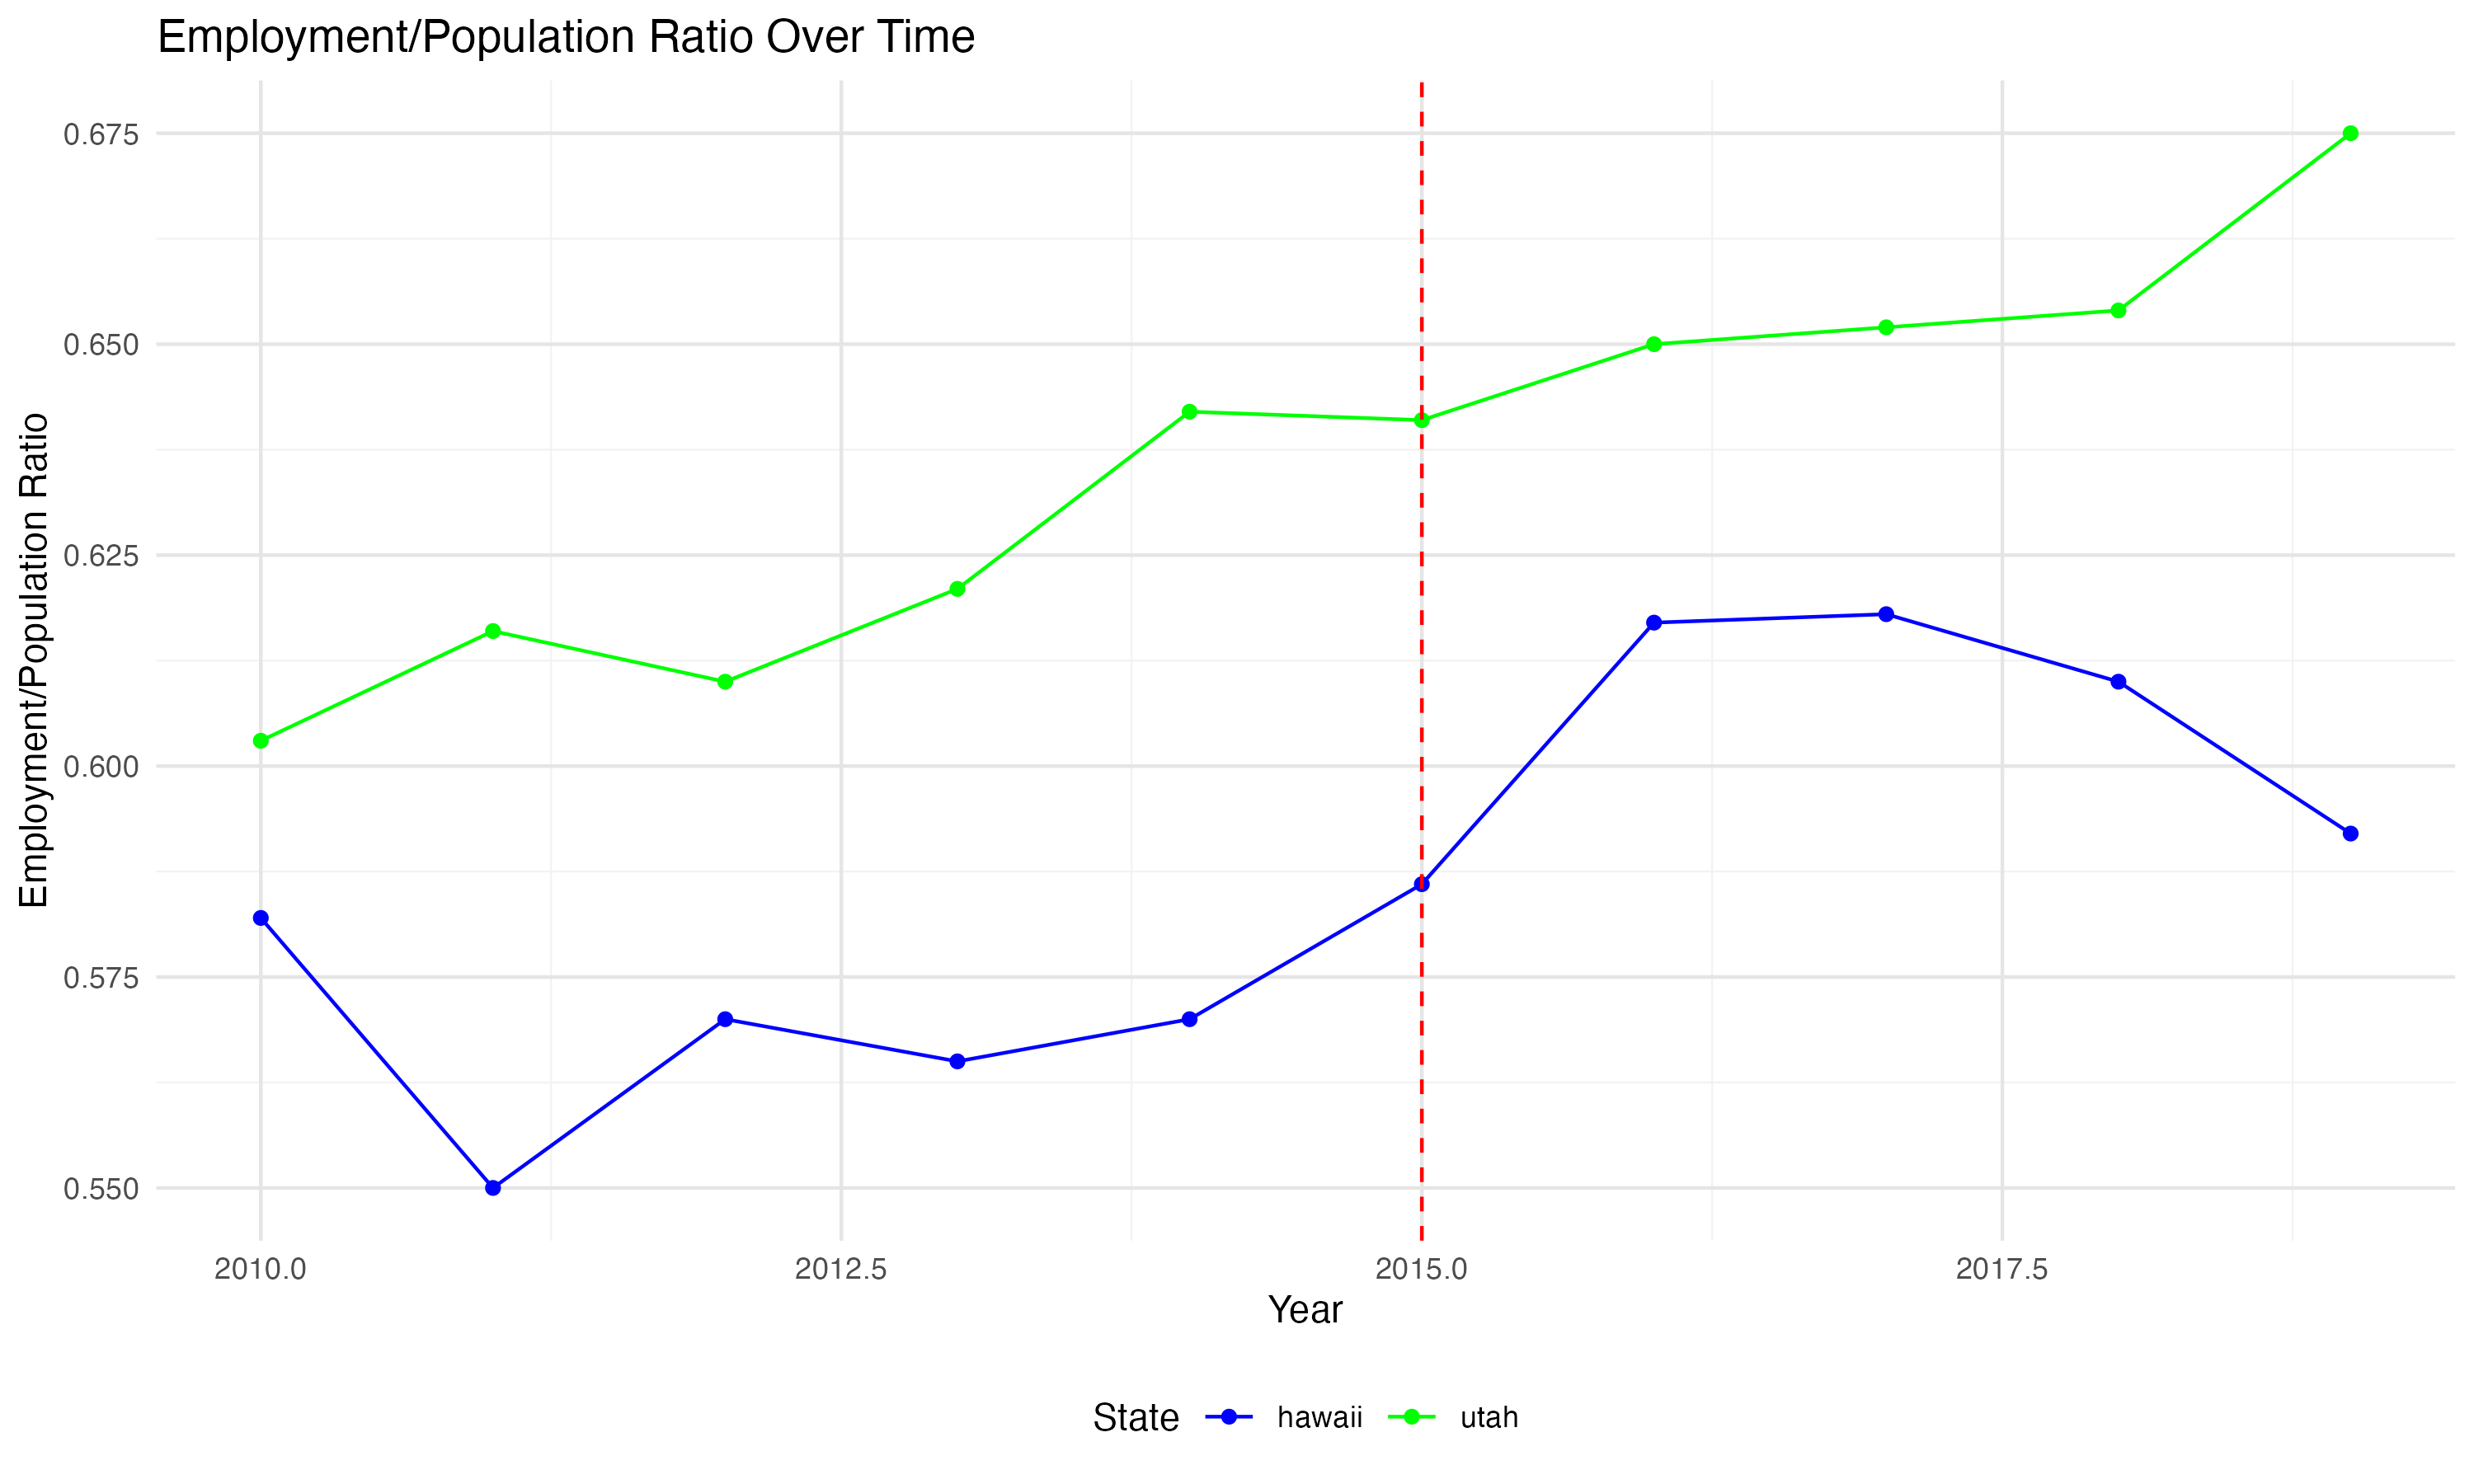 Employment/Population Ratio Over Time
Employment/Population Ratio
0.675
0.650
0.625
0.600
0.575
0.550
2010.0 2012.5 2015.0 2017.5
Year
State hawaii utah